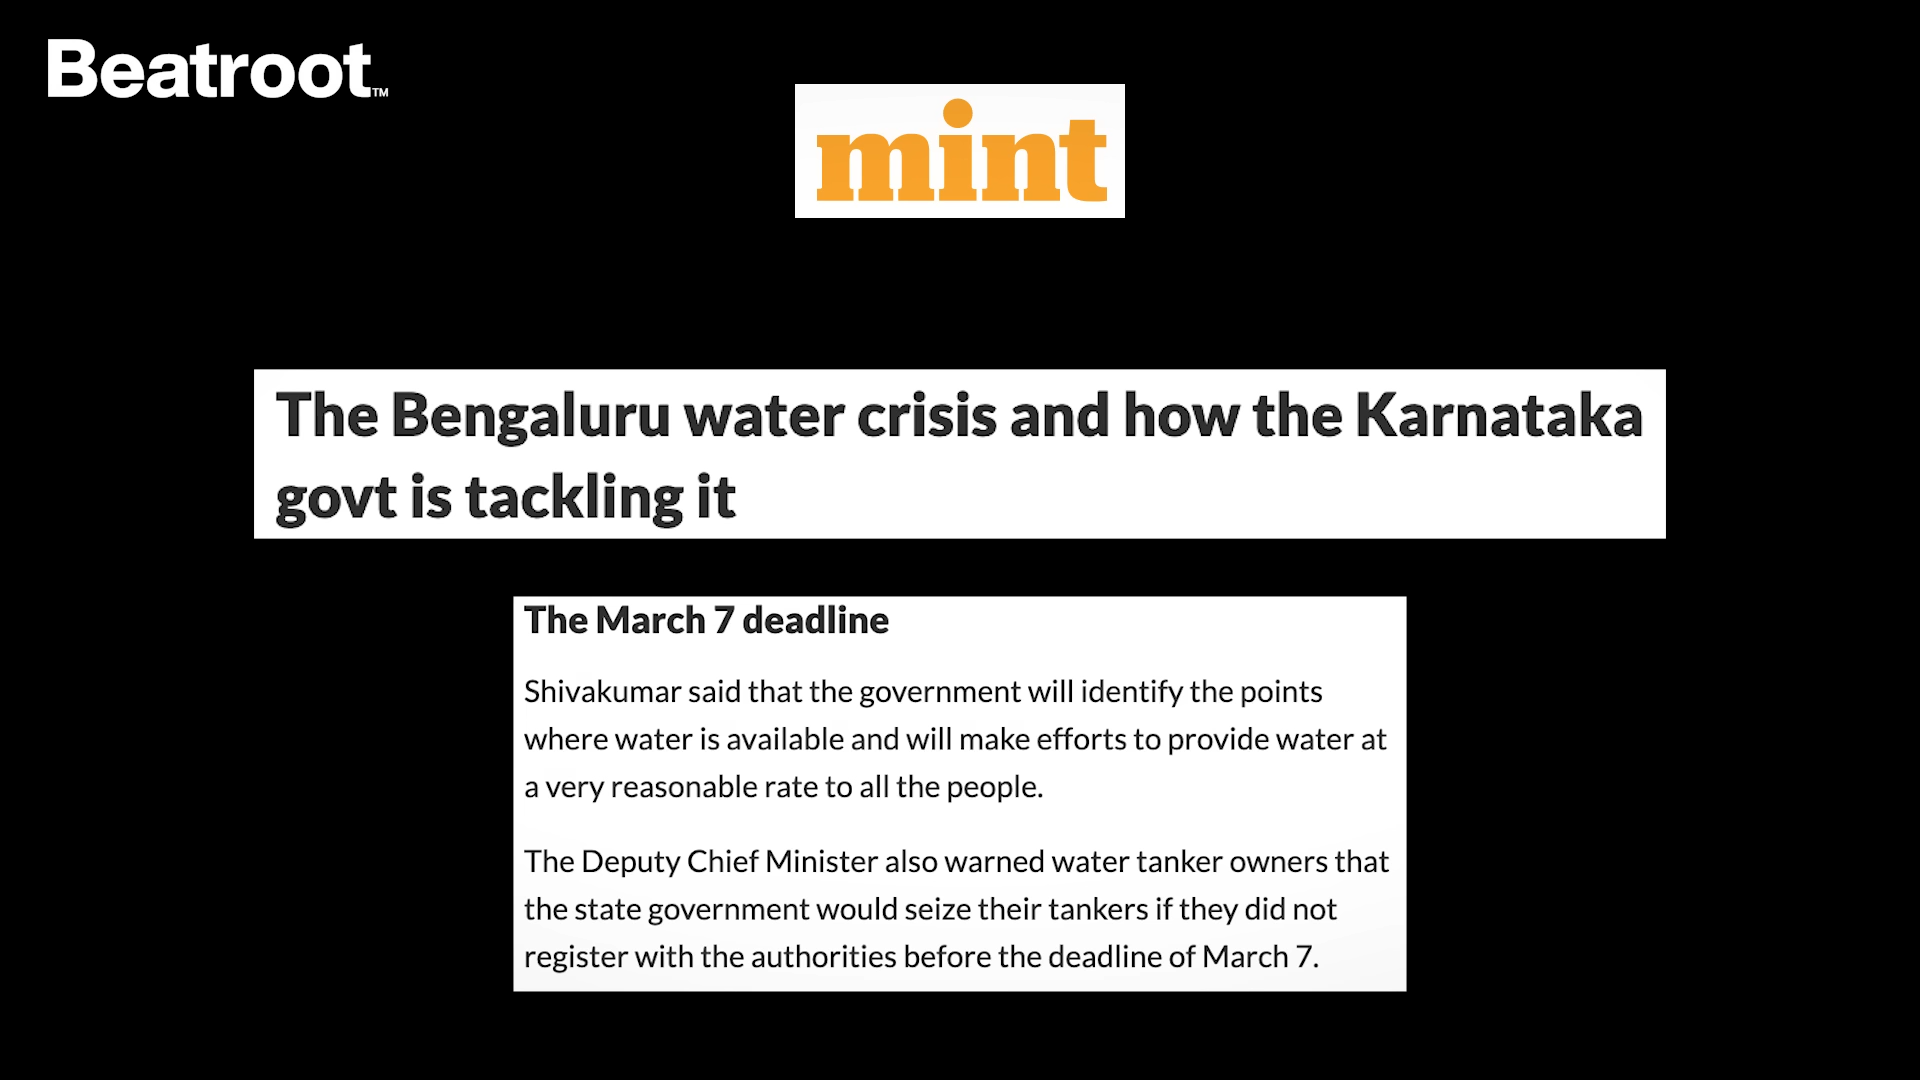 Beatroot™
mint
The Bengaluru water crisis and how the Karnataka
govt is tackling it
The March 7 deadline
Shivakumar said that the government will identify the points
where water is available and will make efforts to provide water at
a very reasonable rate to all the people.
The Deputy Chief Minister also warned water tanker owners that
the state government would seize their tankers if they did not
register with the authorities before the deadline of March 7.